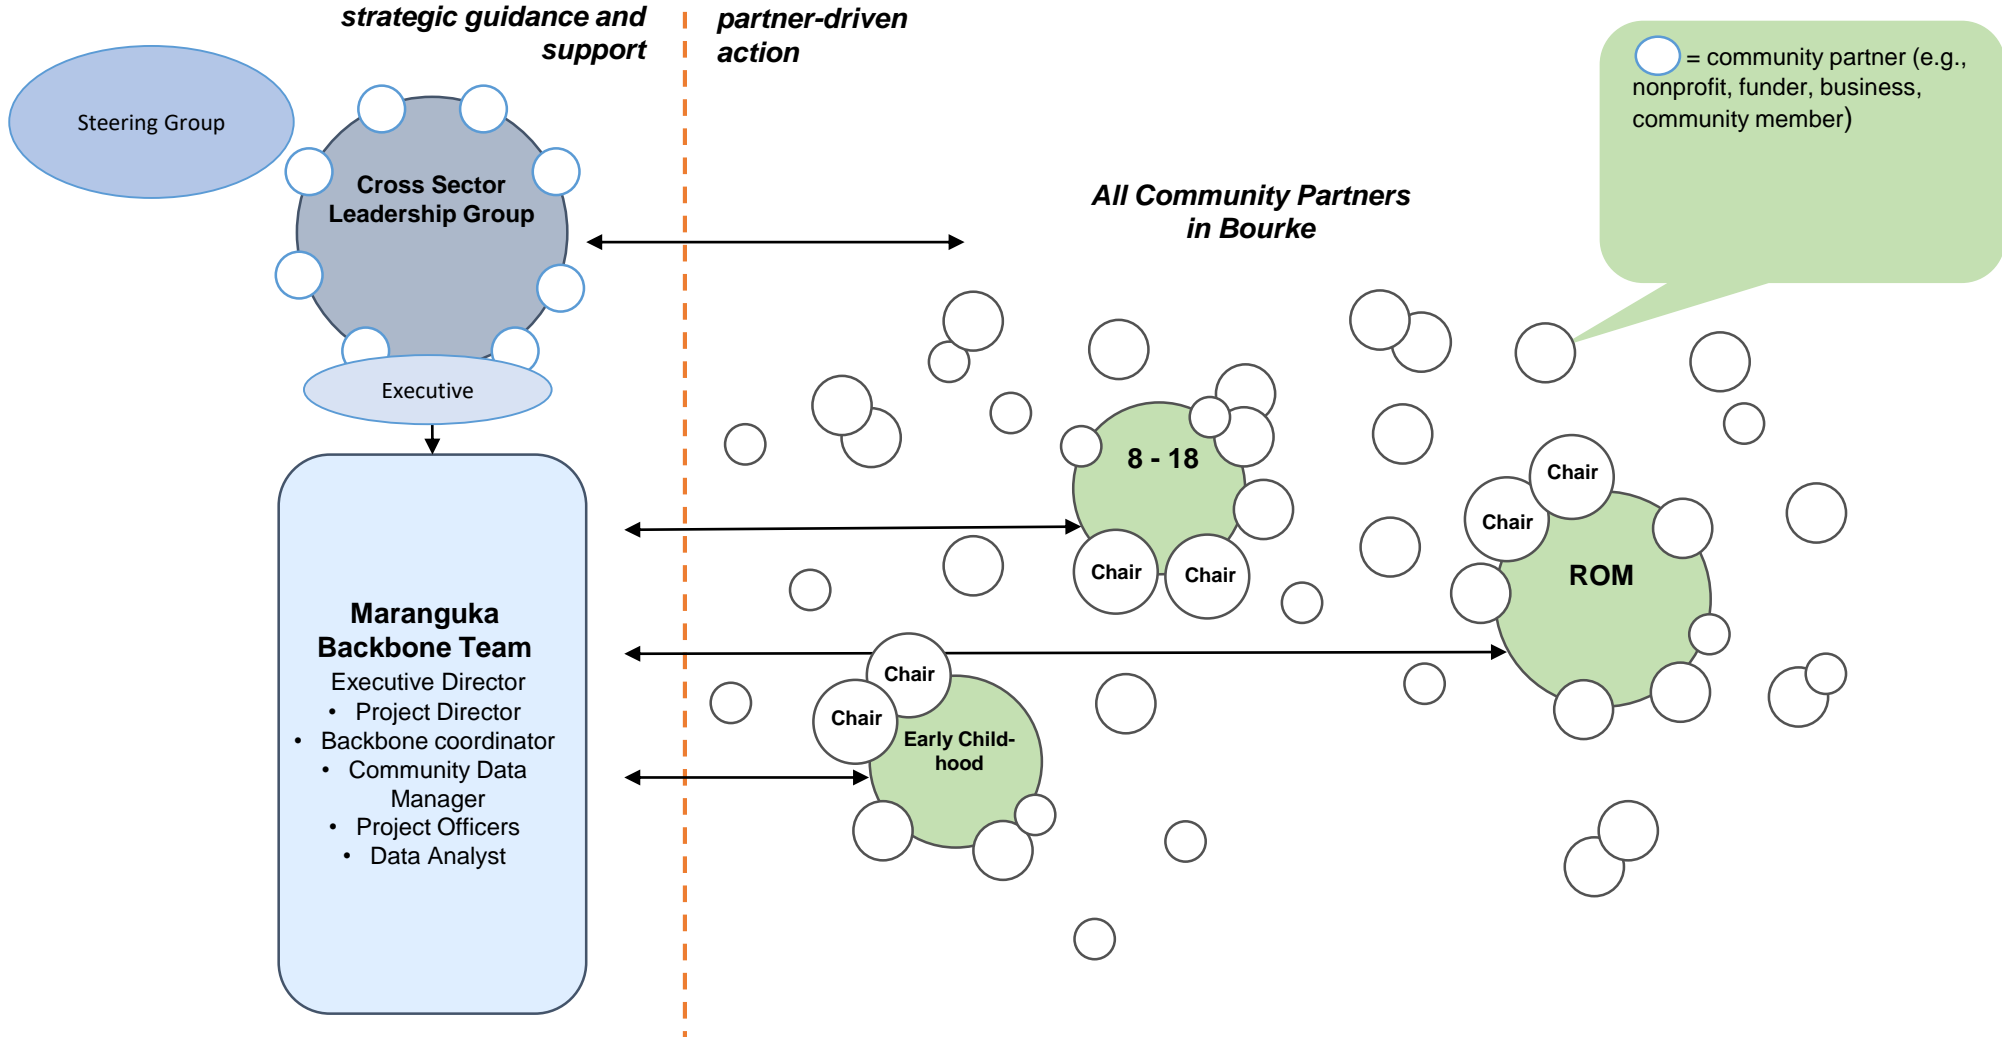 strategic guidance and
support
partner-driven
action
= community partner (e.g.,
nonprofit, funder, business,
community member)
Steering Group
Cross Sector
Leadership Group
All Community Partners
in Bourke
Executive
8 - 18
Chair
Chair
Chair
Chair
ROM
Maranguka
Backbone Team
Executive Director
• Project Director
• Backbone coordinator
• Community Data
Manager
• Project Officers
• Data Analyst
Chair
Chair
Early Child-
hood